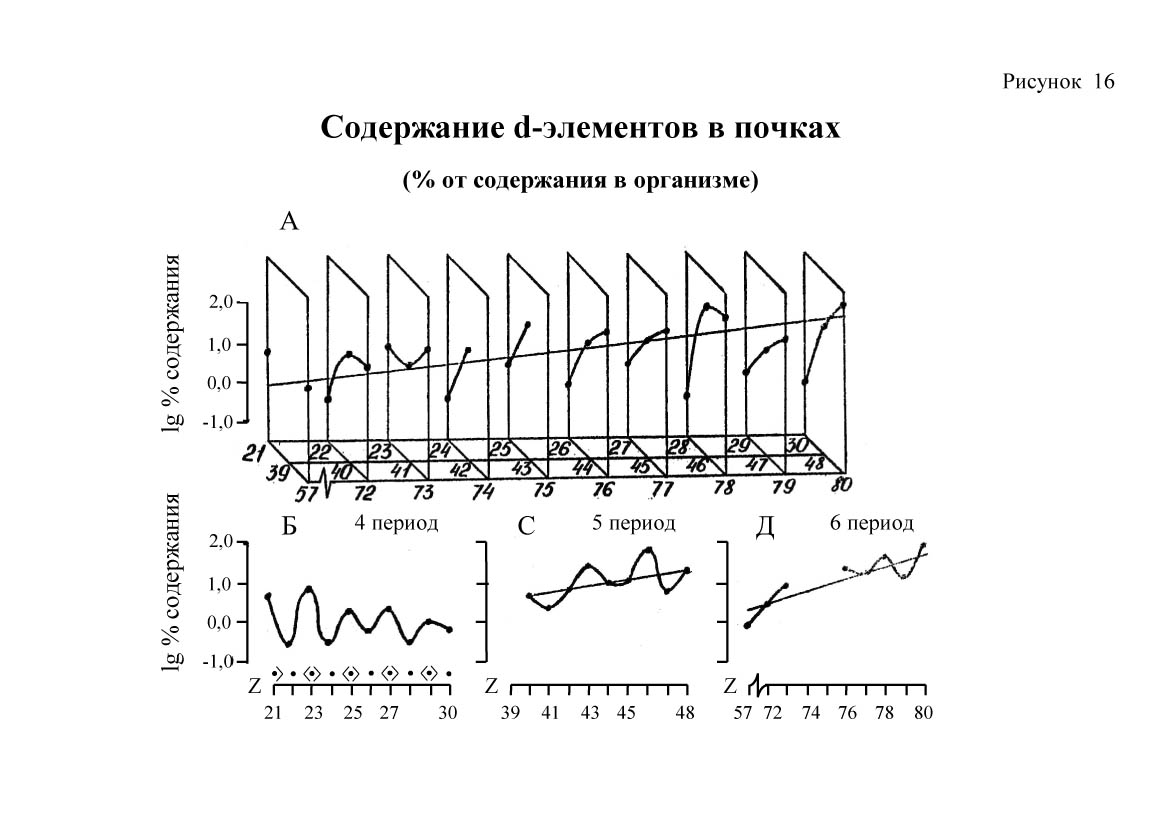 Рисунок 16
Содержание d-элементов в почках
(% от содержания в организме)
А
lg % содержания
2,0
1,0
0,0
-1,0
21 22 23 24 25 26 27 28 29 30
39 40 41 42 43 44 45 46 47 48
57 72 73 74 75 76 77 78 79 80
Б 4 период С 5 период Д 6 период
lg % содержания
2,0
1,0
0,0
-1,0
Z Z Z
21 23 25 27 30 39 41 43 45 48 57 72 74 76 78 80